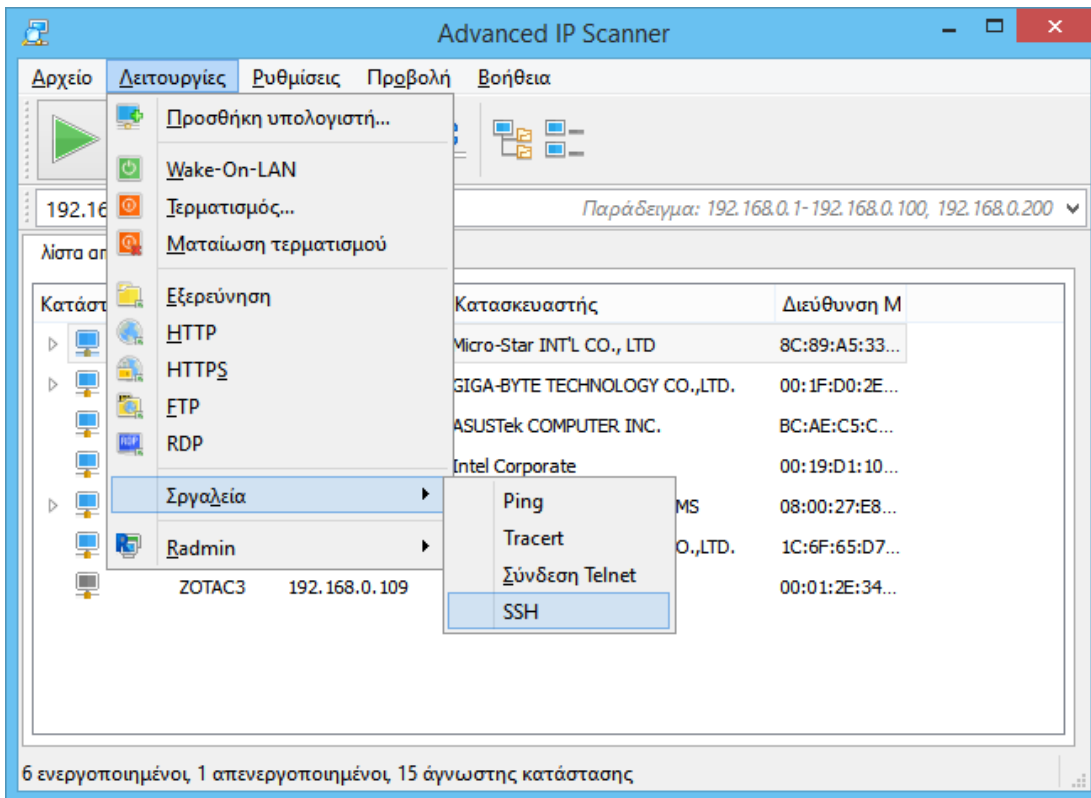 Advanced IP Scanner
Αρχείο Λειτουργίες Ρυθμίσεις Προβολή Βοήθεια
Προσθήκη υπολογιστή...
Wake-On-LAN
192.16
Τερματισμός...
Παράδειγμα: 192.168.0.1-192.168.0.100, 192.168.0.200
Ματαίωση τερματισμού
λίστα απ
Εξερεύνηση
Κατάστ
Κατασκευαστής Διεύθυνση M
HTTP
Micro-Star INT'L CO., LTD 8C:89:A5:33...
HTTPS
GIGA-BYTE TECHNOLOGY CO.,LTD. 00:1F:D0:2E...
FTP
ASUSTek COMPUTER INC. BC:AE:C5:C...
RDP
Intel Corporate 00:19:D1:10...
Σργαλεία
Ping
MS 08:00:27:E8...
Radmin
Tracert
O.,LTD. 1C:6F:65:D7...
ZOTAC3 192.168.0.109
Σύνδεση Telnet
00:01:2E:34...
SSH
6 ενεργοποιημένοι, 1 απενεργοποιημένοι, 15 άγνωστης κατάστασης